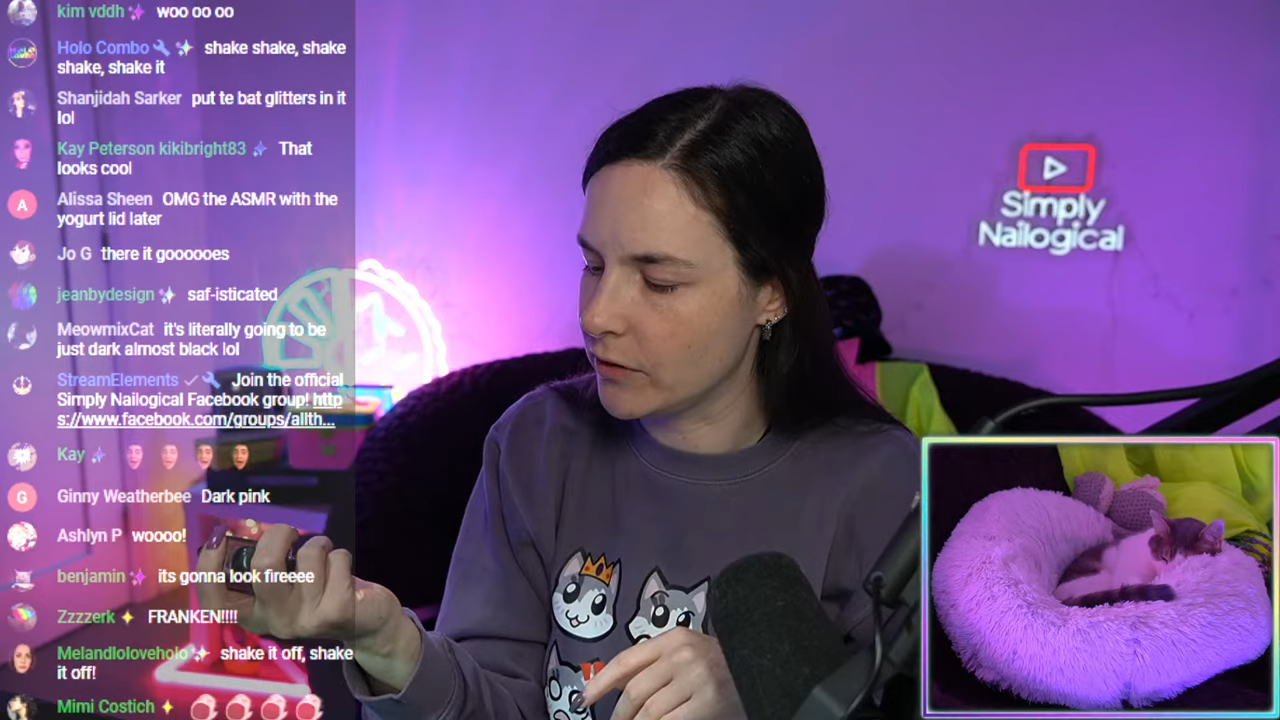 kim vddh woo oo oo
Holo Combo shake shake, shake
shake, shake it
Shanjidah Sarker put te bat glitters in it
lol
Kay Peterson kikibright83 That
looks cool
A Alissa Sheen OMG the ASMR with the
yogurt lid later
Jo G there it goooooes
jeanbydesign saf-isticated
MeowmixCat it's literally going to be
just dark almost black lol
StreamElements Join the official
Simply Nailogical Facebook group! http
s://www.facebook.com/groups/allth...
Kay
G Ginny Weatherbee Dark pink
Ashlyn P woooo!
benjamin its gonna look fireeee
Zzzzerk FRANKEN!!!!
Melandloloveholo shake it off, shake
it off!
Mimi Costich
Simply
Nailogical